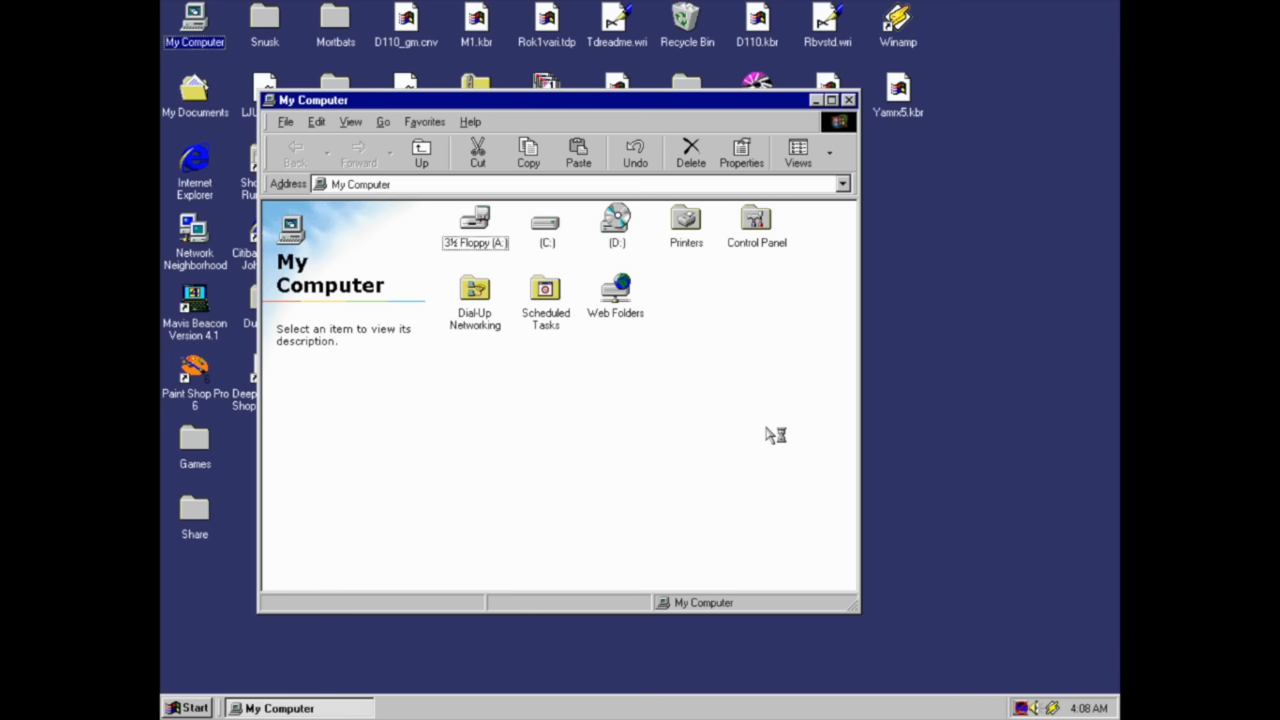 My Computer
Snusk
Mortbats
D110_gm.cnv
M1.kbr
Rok1vari.tdp
Tdreadme.wri
Recycle Bin
D110.kbr
Rbvstd.wri
Winamp
My Documents
Yamrx5.kbr
Internet
Explorer
Network
Neighborhood
Mavis Beacon
Version 4.1
Paint Shop Pro
6
Games
Share
My Computer
File Edit View Go Favorites Help
Back Forward Up Cut Copy Paste Undo Delete Properties Views
Address My Computer
3½ Floppy (A:)
(C:)
(D:)
Printers
Control Panel
My
Computer
Dial-Up
Networking
Scheduled
Tasks
Web Folders
Select an item to view its
description.
My Computer
Start My Computer 4:08 AM